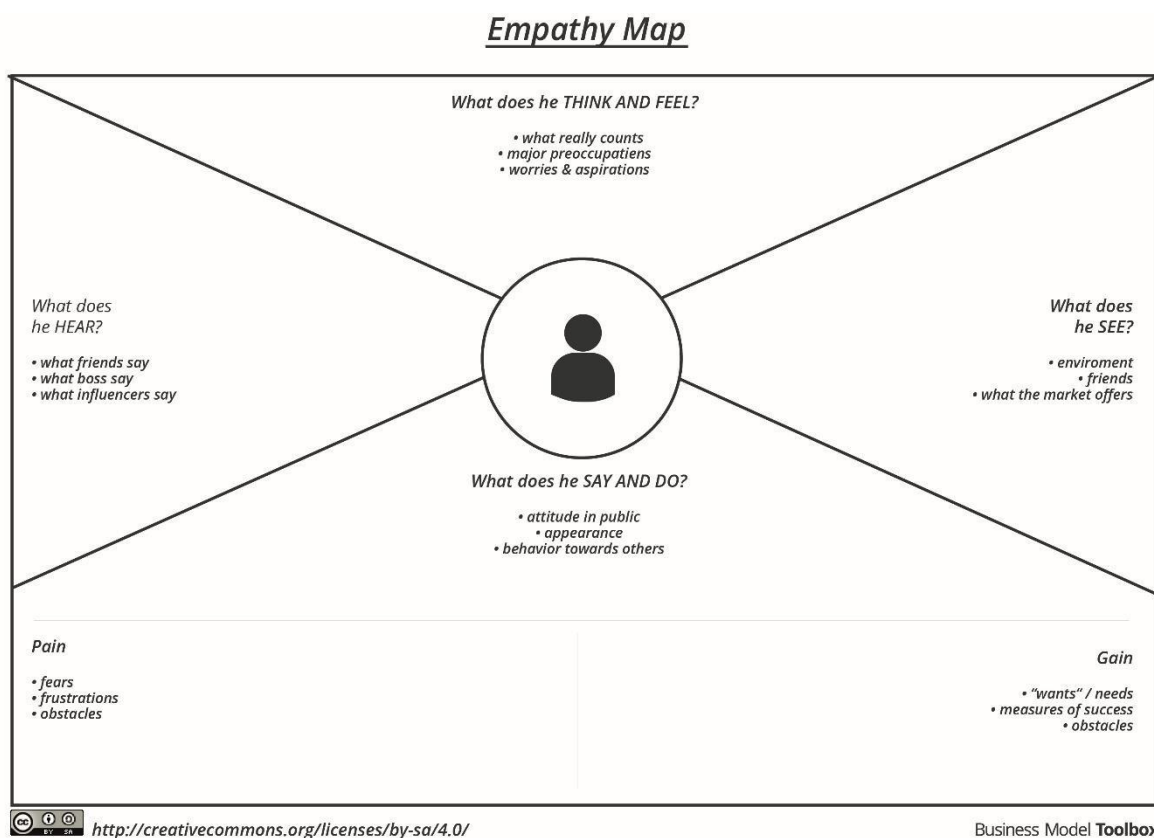 Empathy Map
What does he THINK AND FEEL?
• what really counts
• major preoccupatiens
• worries & aspirations
What does
he HEAR?
• what friends say
• what boss say
• what influencers say
What does
he SEE?
• enviroment
• friends
• what the market offers
What does he SAY AND DO?
• attitude in public
• appearance
• behavior towards others
Pain
• fears
• frustrations
• obstacles
Gain
• “wants“ / needs
• measures of success
• obstacles
cc BY SA http://creativecommons.org/licenses/by-sa/4.0/
Business Model Toolbox